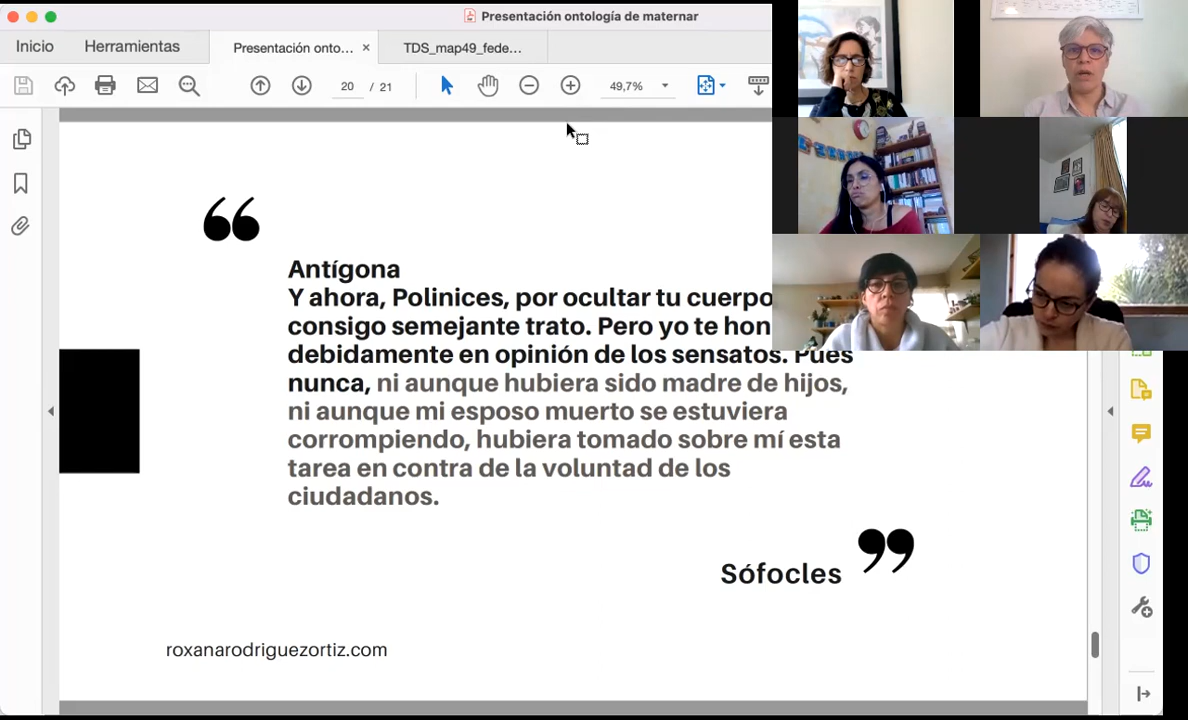 Presentación ontología de maternar
Inicio
Herramientas
Presentación onto... ×
TDS_map49_fede...
20 / 21
49,7%
“
Antígona
Y ahora, Polinices, por ocultar tu cuerpo
consigo semejante trato. Pero yo te hon
debidamente en opinión de los sensatos. Pues
nunca, ni aunque hubiera sido madre de hijos,
ni aunque mi esposo muerto se estuviera
corrompiendo, hubiera tomado sobre mí esta
tarea en contra de la voluntad de los
ciudadanos.
”
Sófocles
roxanarodriguezortiz.com